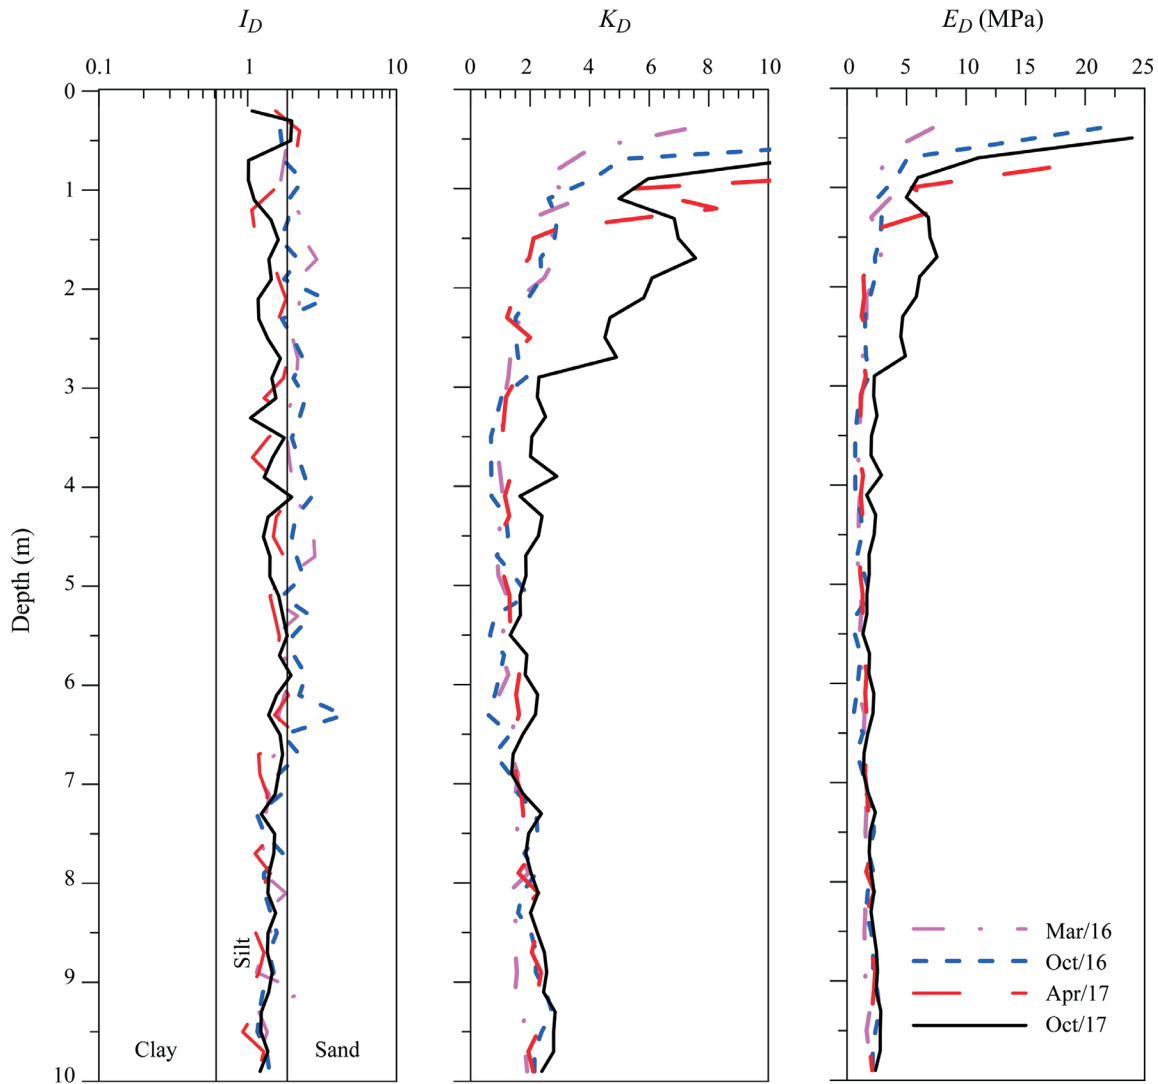 I_D K_D E_D (MPa)
0.1 1 10 0 2 4 6 8 10 0 5 10 15 20 25
0
1
2
3
4
5
6
7
8
9
10
Depth (m)
Silt
Clay
Sand
Mar/16
Oct/16
Apr/17
Oct/17